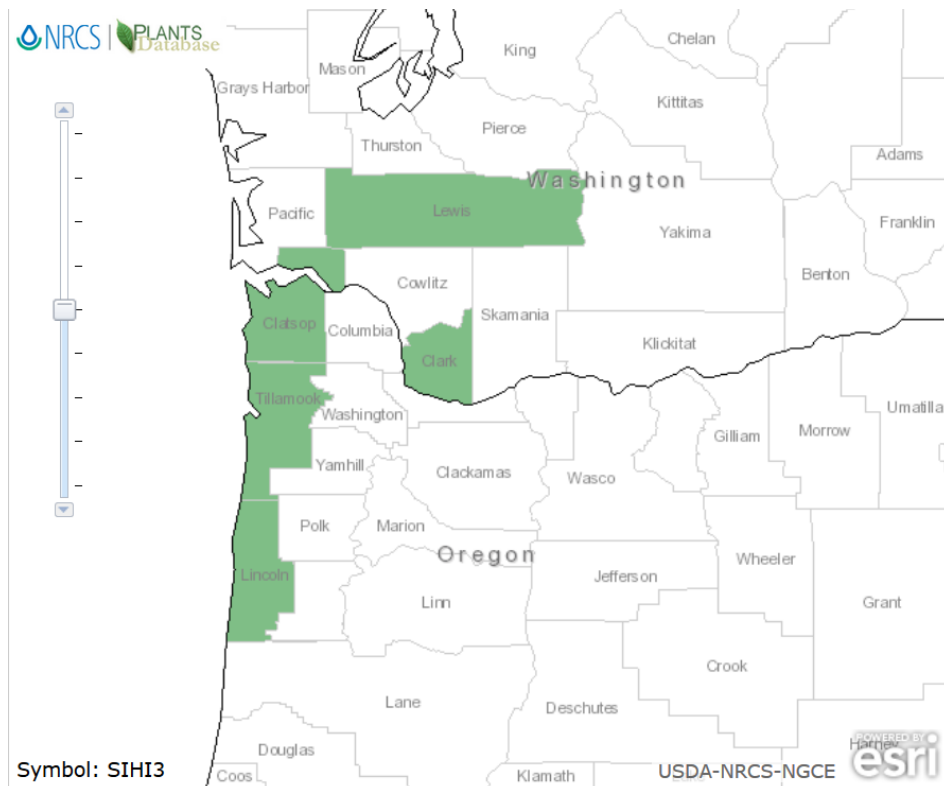 NRCS | PLANTS
Database
Chelan
King
Mason
Grays Harbor
Kittitas
Pierce
Thurston
Adams
Washington
Pacific
Lewis
Franklin
Yakima
Benton
Cowlitz
Skamania
Clatsop
Columbia
Klickitat
Clark
Tillamook
Washington
Umatilla
Gilliam
Morrow
Yamhill
Clackamas
Wasco
Polk
Marion
Oregon
Wheeler
Lincoln
Jefferson
Linn
Grant
Crook
Lane
Deschutes
Douglas
Harney
POWERED BY
esri
Symbol: SIHI3
Coos
Klamath
USDA-NRCS-NGCE